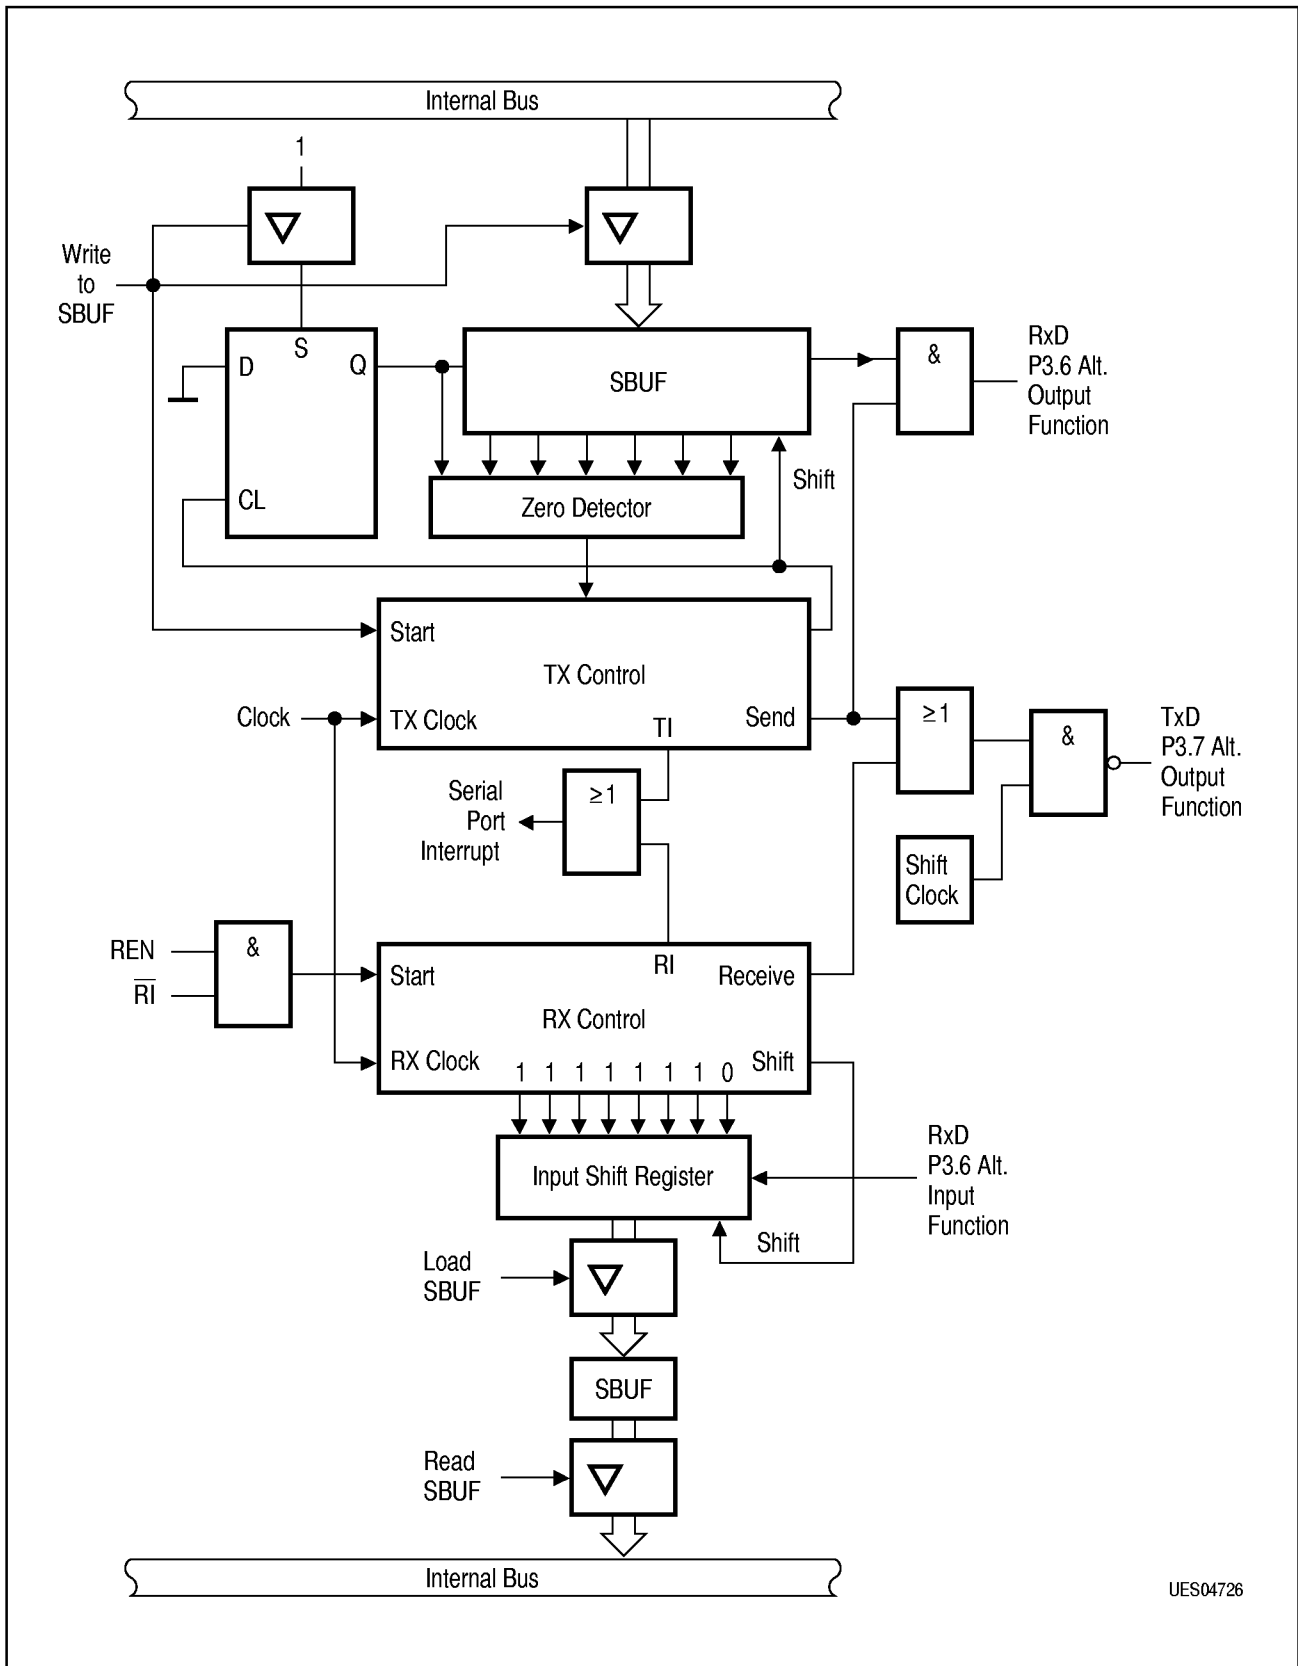 Internal Bus
1
Write
to
SBUF
S
D
Q
CL
SBUF
&
RxD
P3.6 Alt.
Output
Function
Shift
Zero Detector
Start
TX Control
Clock
TX Clock
TI
Send
≥1
&
TxD
P3.7 Alt.
Output
Function
Serial
Port
Interrupt
≥1
Shift
Clock
REN
R̅I̅
&
Start
RI
Receive
RX Control
RX Clock
Shift
1 1 1 1 1 1 1 0
Input Shift Register
RxD
P3.6 Alt.
Input
Function
Shift
Load
SBUF
SBUF
Read
SBUF
Internal Bus
UES04726